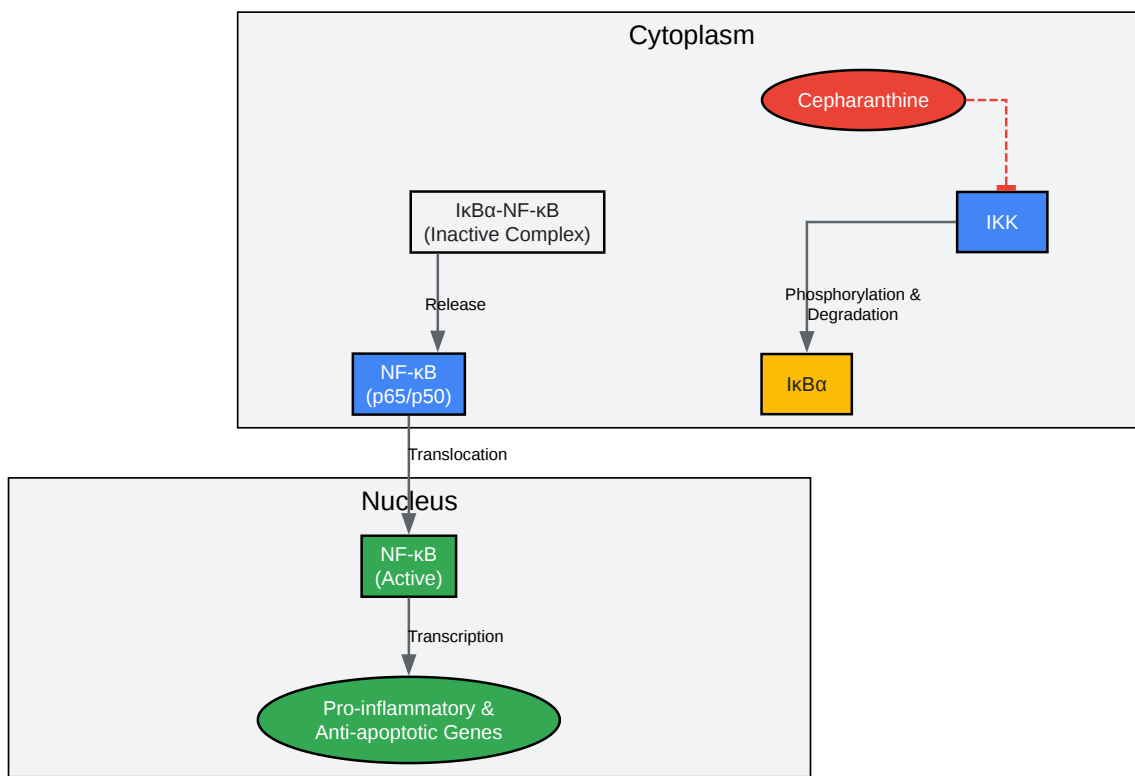 Cytoplasm
Cepharanthine
IκBα-NF-κB
(Inactive Complex)
IKK
Release
Phosphorylation &
Degradation
NF-κB
(p65/p50)
IκBα
Translocation
Nucleus
NF-κB
(Active)
Transcription
Pro-inflammatory &
Anti-apoptotic Genes